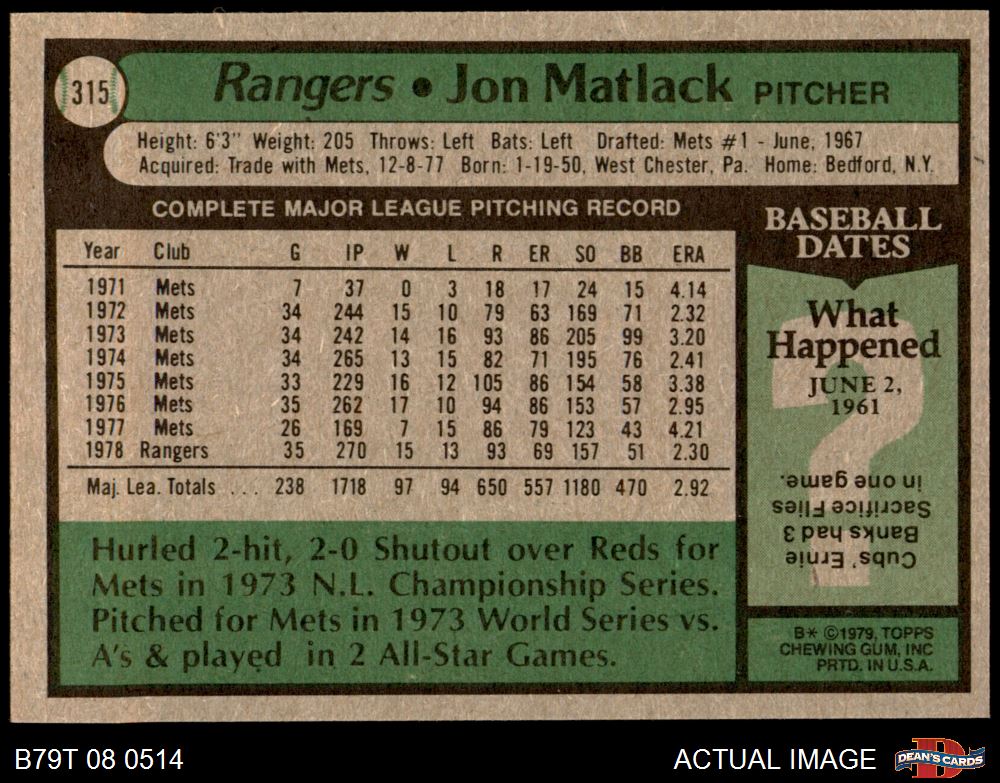 315
Rangers • Jon Matlack PITCHER
Height: 6'3" Weight: 205 Throws: Left Bats: Left Drafted: Mets #1 - June, 1967
Acquired: Trade with Mets, 12-8-77 Born: 1-19-50, West Chester, Pa. Home: Bedford, N.Y.
COMPLETE MAJOR LEAGUE PITCHING RECORD
Year Club G IP W L R ER SO BB ERA
1971 Mets 7 37 0 3 18 17 24 15 4.14
1972 Mets 34 244 15 10 79 63 169 71 2.32
1973 Mets 34 242 14 16 93 86 205 99 3.20
1974 Mets 34 265 13 15 82 71 195 76 2.41
1975 Mets 33 229 16 12 105 86 154 58 3.38
1976 Mets 35 262 17 10 94 86 153 57 2.95
1977 Mets 26 169 7 15 86 79 123 43 4.21
1978 Rangers 35 270 15 13 93 69 157 51 2.30
Maj. Lea. Totals ... 238 1718 97 94 650 557 1180 470 2.92
Hurled 2-hit, 2-0 Shutout over Reds for
Mets in 1973 N.L. Championship Series.
Pitched for Mets in 1973 World Series vs.
A's & played in 2 All-Star Games.
BASEBALL
DATES
What
Happened
JUNE 2,
1961
?
Cubs' Ernie
Banks had 3
Sacrifice Flies
in one game.
B* ©1979, TOPPS
CHEWING GUM, INC
PRTD. IN U.S.A.
B79T 08 0514
ACTUAL IMAGE
D
DEAN'S CARDS